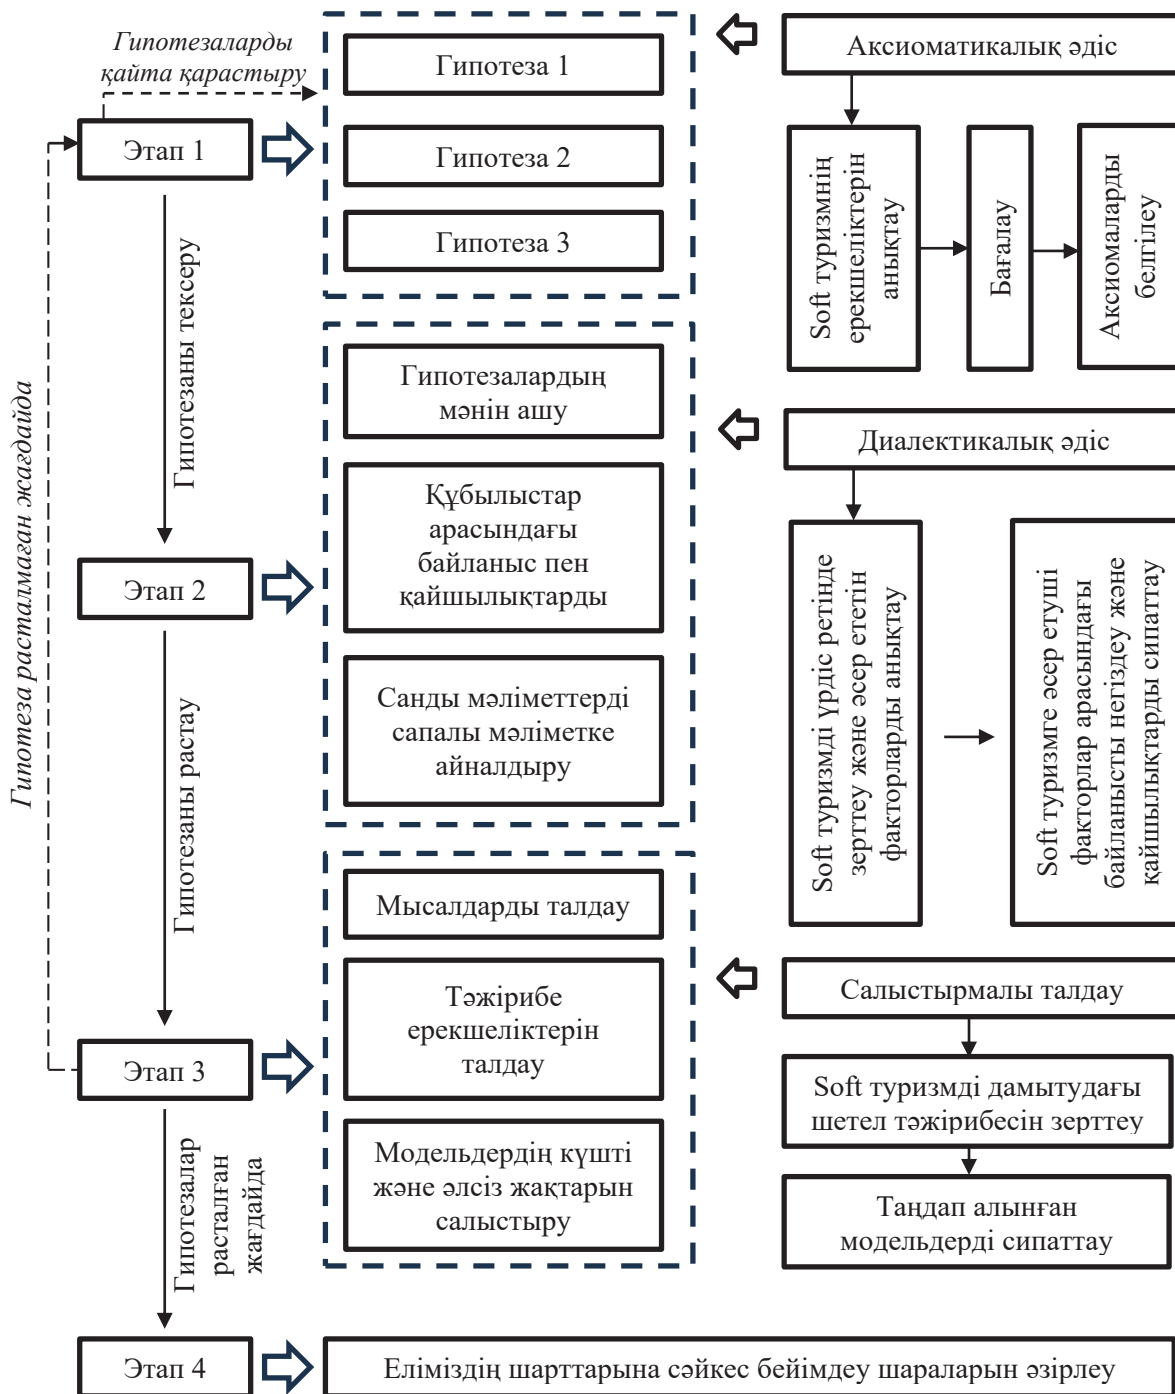 Гипотезаларды
қайта қарастыру
Этап 1
Гипотеза 1
Гипотеза 2
Гипотеза 3
Аксиоматикалық әдіс
Soft туризмнің
ерекшеліктерін
анықтау
Бағалау
Аксиомаларды
белгілеу
Гипотезаны тексеру
Гипотеза расталмаған жағдайда
Этап 2
Гипотезалардың
мәнін ашу
Құбылыстар
арасындағы
байланыс пен
қайшылықтарды
Санды мәліметтерді
сапалы мәліметке
айналдыру
Диалектикалық әдіс
Soft туризмді үрдіс ретінде
зерттеу және әсер ететін
факторларды анықтау
Soft туризмге әсер етуші
факторлар арасындағы
байланысты негіздеу және
қайшылықтарды сипаттау
Гипотезаны растау
Этап 3
Мысалдарды талдау
Тәжірибе
ерекшеліктерін
талдау
Модельдердің күшті
және әлсіз жақтарын
салыстыру
Салыстырмалы талдау
Soft туризмді дамытудағы
шетел тәжірибесін зерттеу
Таңдап алынған
модельдерді сипаттау
Гипотезалар
расталған
жағдайда
Этап 4
Еліміздің шарттарына сәйкес бейімдеу шараларын әзірлеу